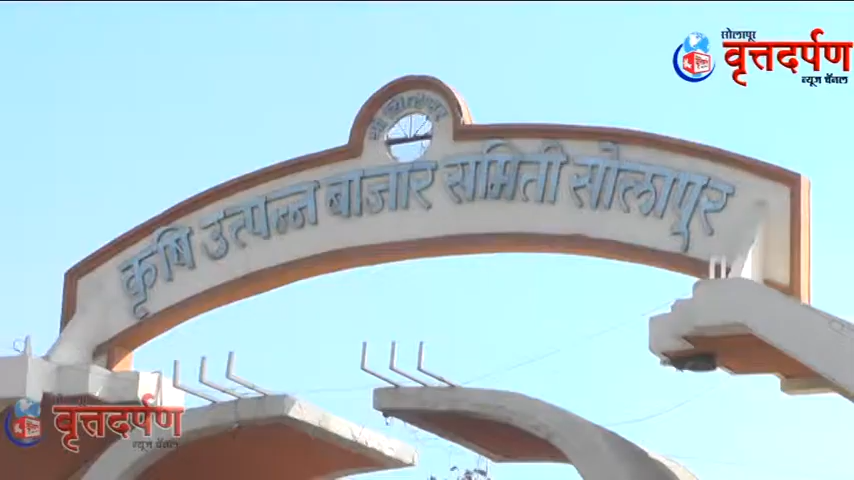 सोलापूर
वृत्तदर्पण
न्यूज चॅनल
कृषि उत्पन्न बाजार समिती सोलापूर
वृत्तदर्पण
न्यूज चॅनल